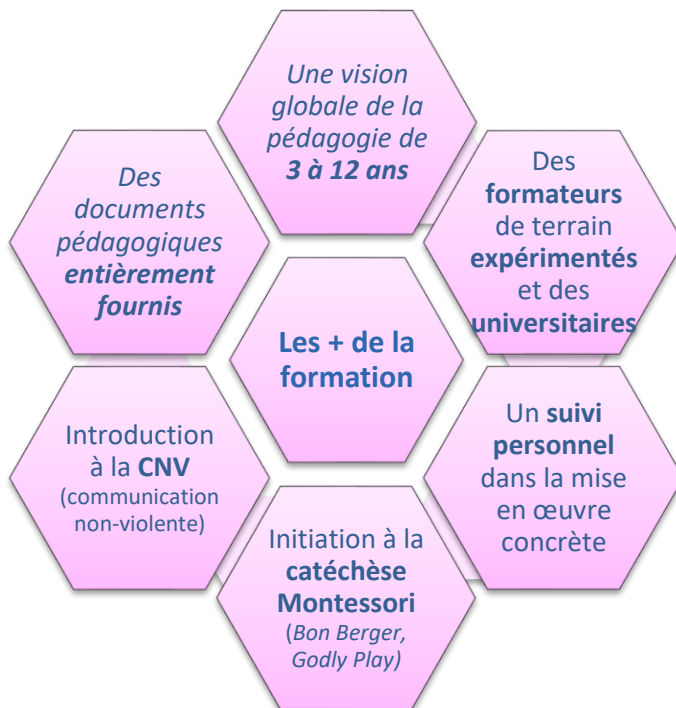 Une vision
globale de la
pédagogie de
3 à 12 ans
Des
formateurs
de terrain
expérimentés
et des
universitaires
Un suivi
personnel
dans la mise
en œuvre
concrète
Initiation à la
catéchèse
Montessori
(Bon Berger,
Godly Play)
Introduction
à la CNV
(communication
non-violente)
Des
documents
pédagogiques
entièrement
fournis
Les + de la
formation